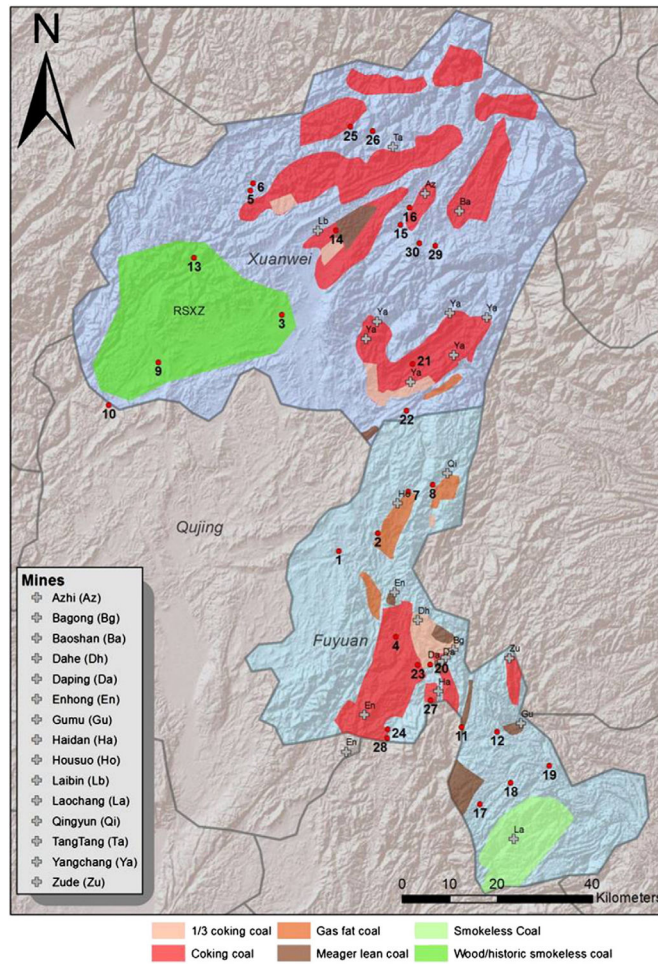 N
25
26
Ta
6
5
Az
16
Ba
Lb
14
15
30
29
Xuanwei
13
RSXZ
3
Ya
Ya
Ya
Ya
Ya
21
Ya
9
10
22
Qi
7
8
Ho
2
1
Qujing
En
Dh
Fuyuan
4
Bg
Da
Da
20
23
Zu
Ha
27
En
24
28
En
11
12
Gu
19
18
17
La
Mines
Azhi (Az)
Bagong (Bg)
Baoshan (Ba)
Dahe (Dh)
Daping (Da)
Enhong (En)
Gumu (Gu)
Haidan (Ha)
Housuo (Ho)
Laibin (Lb)
Laochang (La)
Qingyun (Qi)
TangTang (Ta)
Yangchang (Ya)
Zude (Zu)
0 10 20 40
Kilometers
1/3 coking coal Gas fat coal Smokeless Coal
Coking coal Meager lean coal Wood/historic smokeless coal